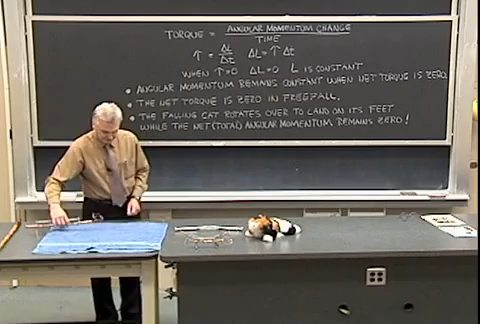 TORQUE = ANGULAR MOMENTUM CHANGE / TIME
τ = ΔL/Δt ΔL = τ Δt
WHEN τ=0 ΔL=0 L IS CONSTANT
• ANGULAR MOMENTUM REMAINS CONSTANT WHEN NET TORQUE IS ZERO.
• THE NET TORQUE IS ZERO IN FREEFALL.
• THE FALLING CAT ROTATES OVER TO LAND ON ITS FEET
WHILE THE NET (TOTAL) ANGULAR MOMENTUM REMAINS ZERO!